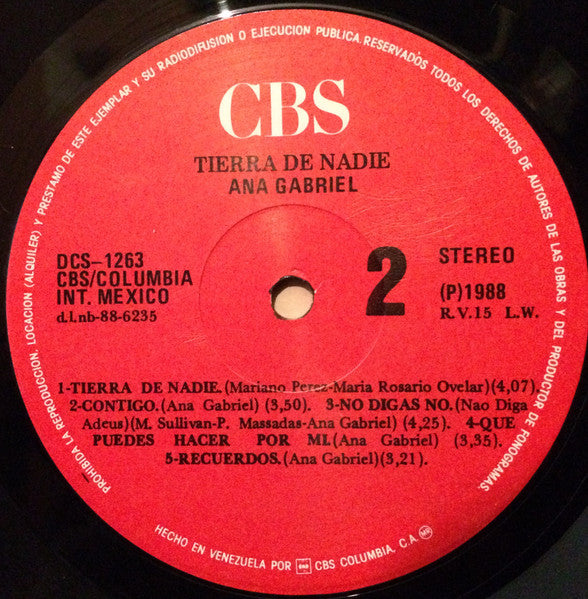 PROHIBIDA LA REPRODUCCION, LOCACION (ALQUILER) Y PRESTAMO DE ESTE EJEMPLAR Y SU RADIODIFUSION O EJECUCION PUBLICA. RESERVADOS TODOS LOS DERECHOS DE AUTORES DE LAS OBRAS Y DEL PRODUCTOR DE FONOGRAMAS.
CBS
TIERRA DE NADIE
ANA GABRIEL
DCS-1263
CBS/COLUMBIA
INT. MEXICO
d.l.nb-88-6235
2
STEREO
(P)1988
R.V.15 L.W.
1-TIERRA DE NADIE.(Mariano Perez-Maria Rosario Ovelar)(4,07).
2-CONTIGO.(Ana Gabriel) (3,50). 3-NO DIGAS NO.(Nao Diga
Adeus)(M. Sullivan-P. Massadas-Ana Gabriel) (4,25). 4-QUE
PUEDES HACER POR MI.(Ana Gabriel) (3,35).
5-RECUERDOS.(Ana Gabriel)(3,21).
HECHO EN VENEZUELA POR CBS COLUMBIA. C.A. MR